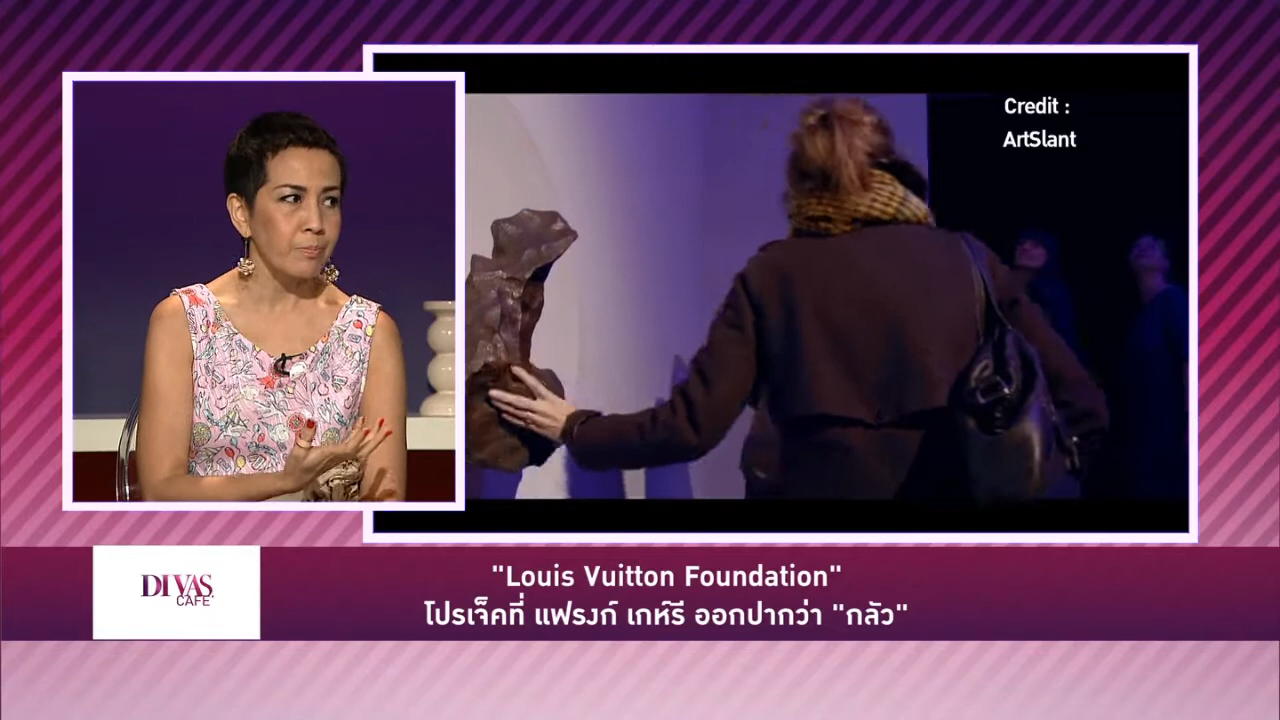 Credit :
ArtSlant
DIVAS
CAFE
"Louis Vuitton Foundation"
โปรเจ็คที่ แฟรงก์ เกห์รี ออกปากว่า "กลัว"